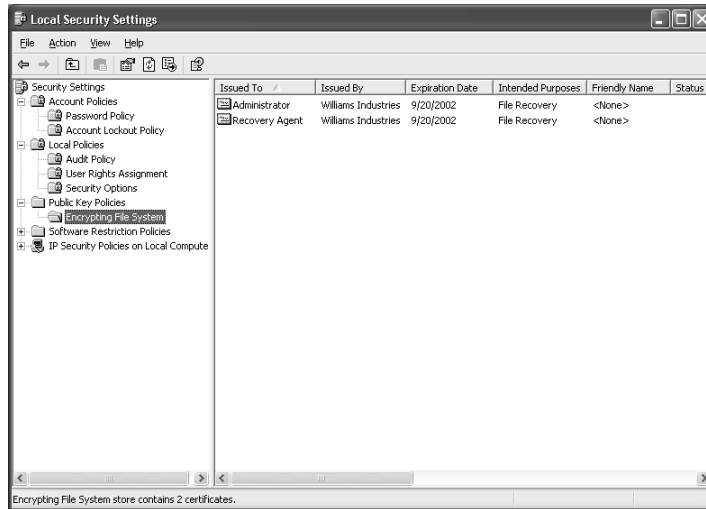 Local Security Settings
File Action View Help
Security Settings
Account Policies
Password Policy
Account Lockout Policy
Local Policies
Audit Policy
User Rights Assignment
Security Options
Public Key Policies
Encrypting File System
Software Restriction Policies
IP Security Policies on Local Compute
Issued To Issued By Expiration Date Intended Purposes Friendly Name Status
Administrator Williams Industries 9/20/2002 File Recovery <None>
Recovery Agent Williams Industries 9/20/2002 File Recovery <None>
Encrypting File System store contains 2 certificates.